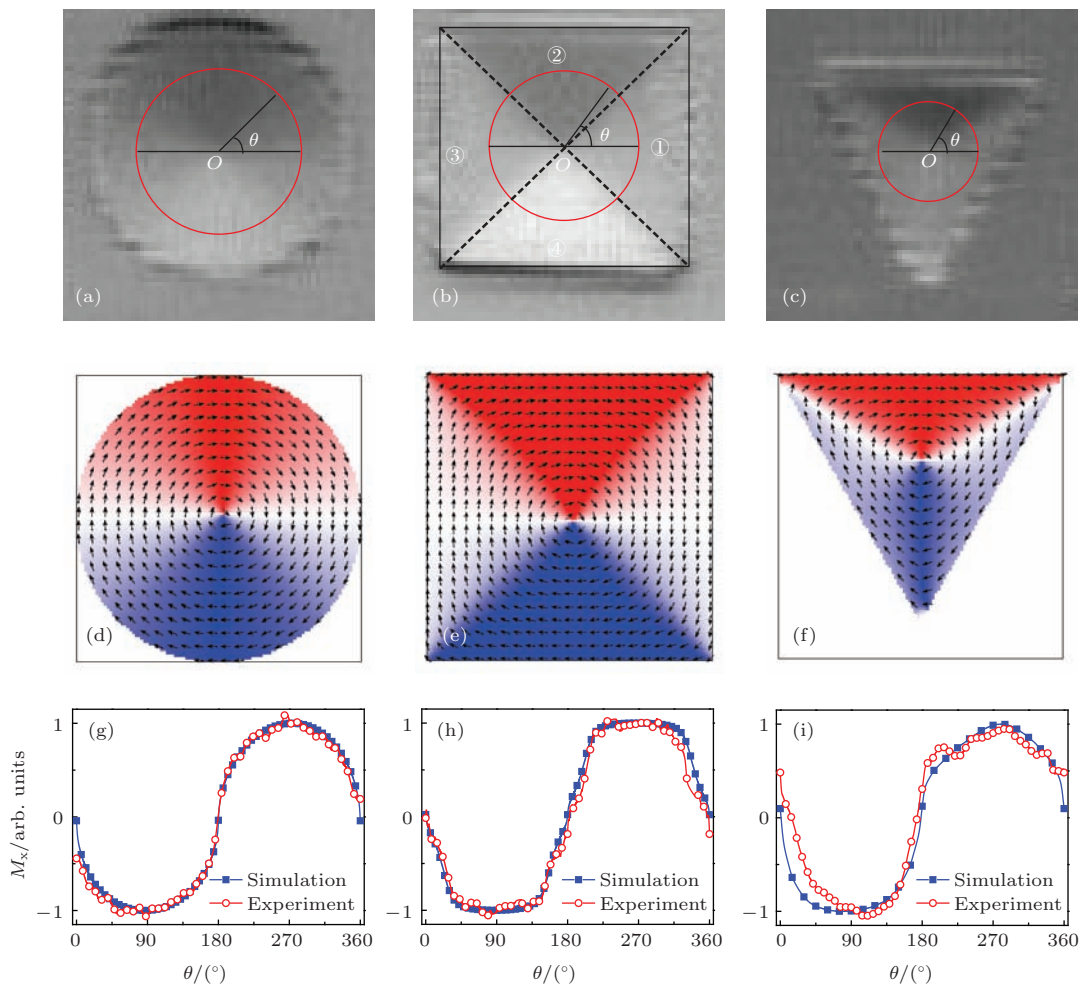 θ
O
(a)
②
θ
③
①
O
④
(b)
θ
O
(c)
(d)
(e)
(f)
Mx/arb. units
1
0
−1
(g)
Simulation
Experiment
0
90
180
270
360
θ/(°)
1
0
−1
(h)
Simulation
Experiment
0
90
180
270
360
θ/(°)
1
0
−1
(i)
Simulation
Experiment
0
90
180
270
360
θ/(°)